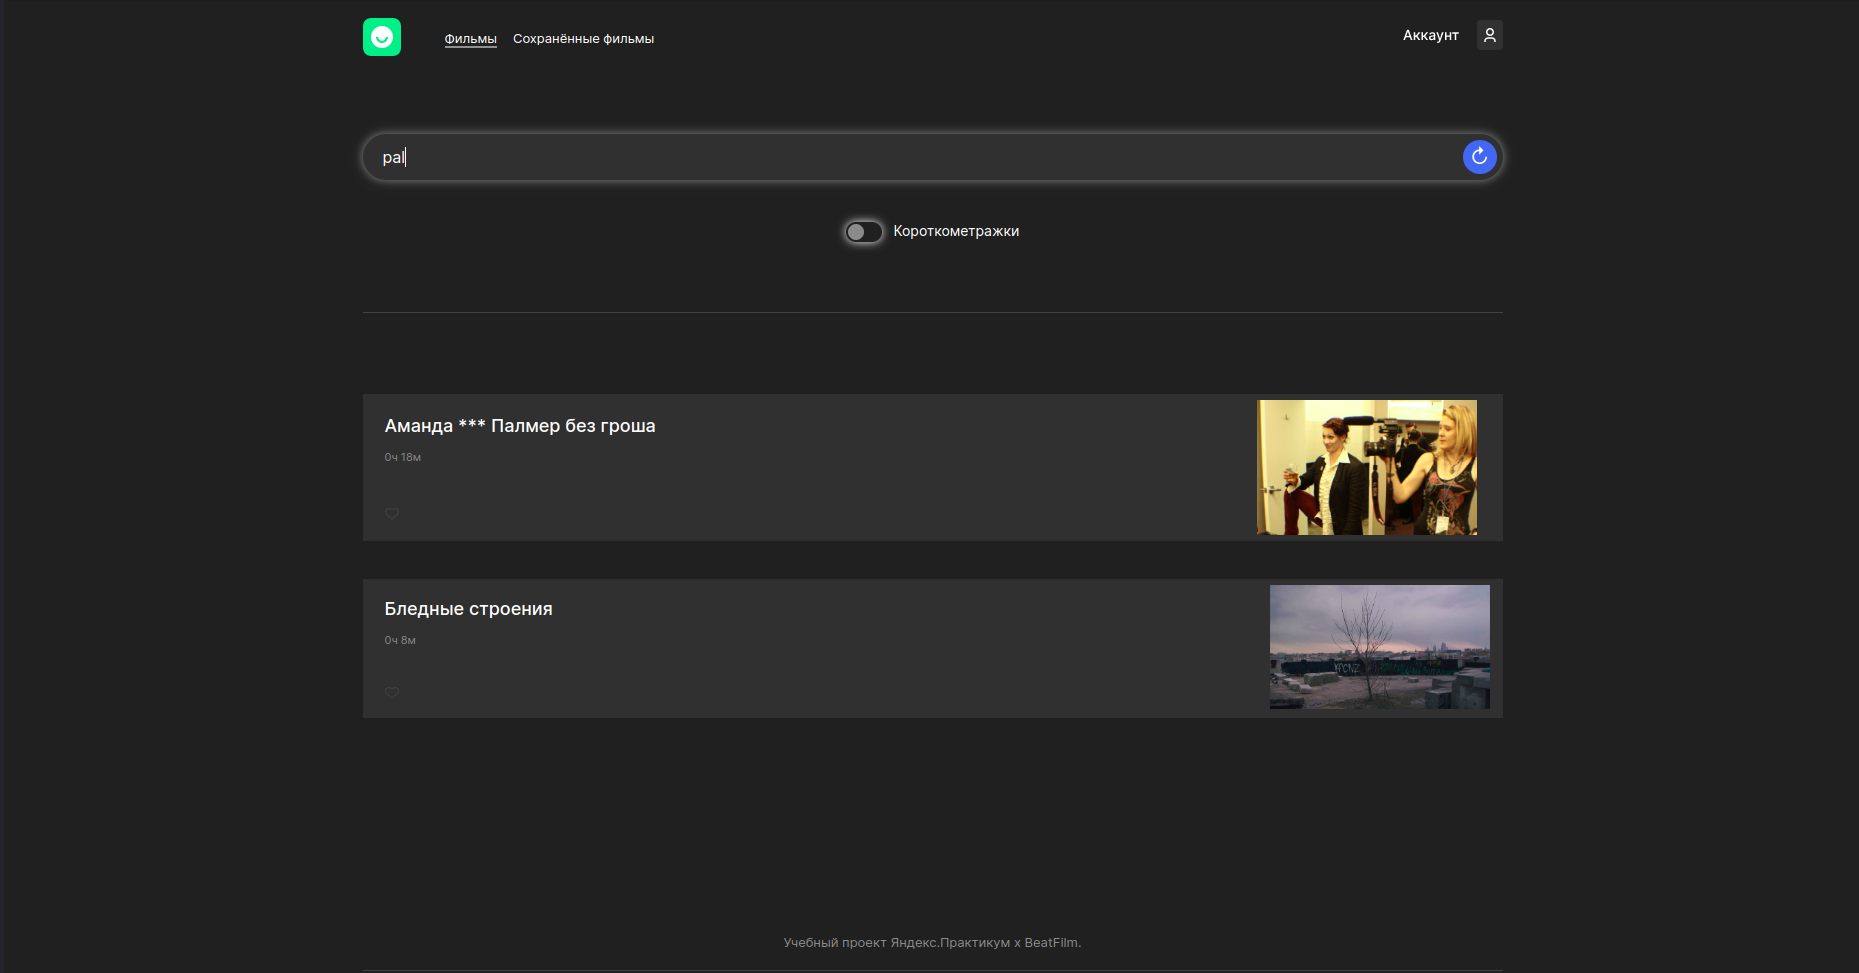 Фильмы Сохранённые фильмы Аккаунт
pal
Короткометражки
Аманда *** Палмер без гроша
0ч 18м
Бледные строения
0ч 8м
Учебный проект Яндекс.Практикум x BeatFilm.